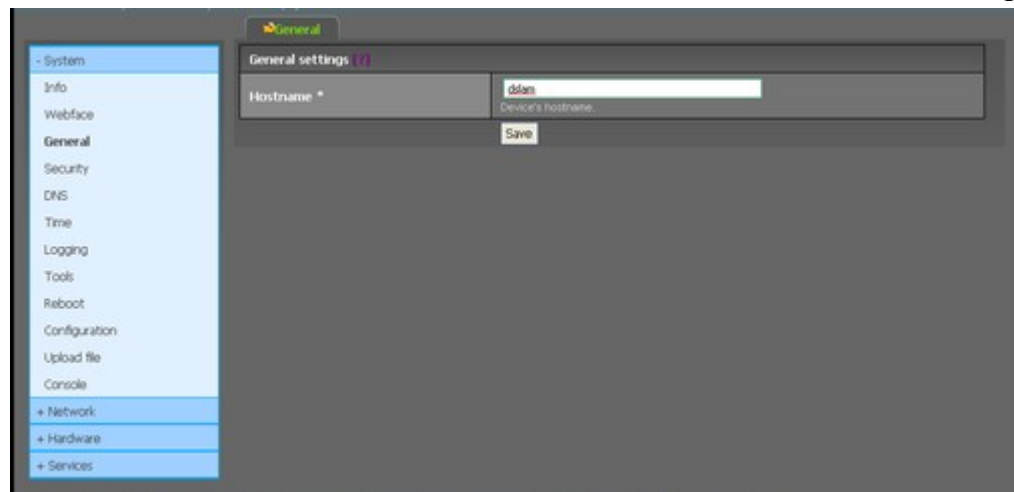 General
- System
Info
Webface
General
Security
DNS
Time
Logging
Tools
Reboot
Configuration
Upload file
Console
+ Network
+ Hardware
+ Services
General settings [?]
Hostname *
dslam
Device's hostname.
Save